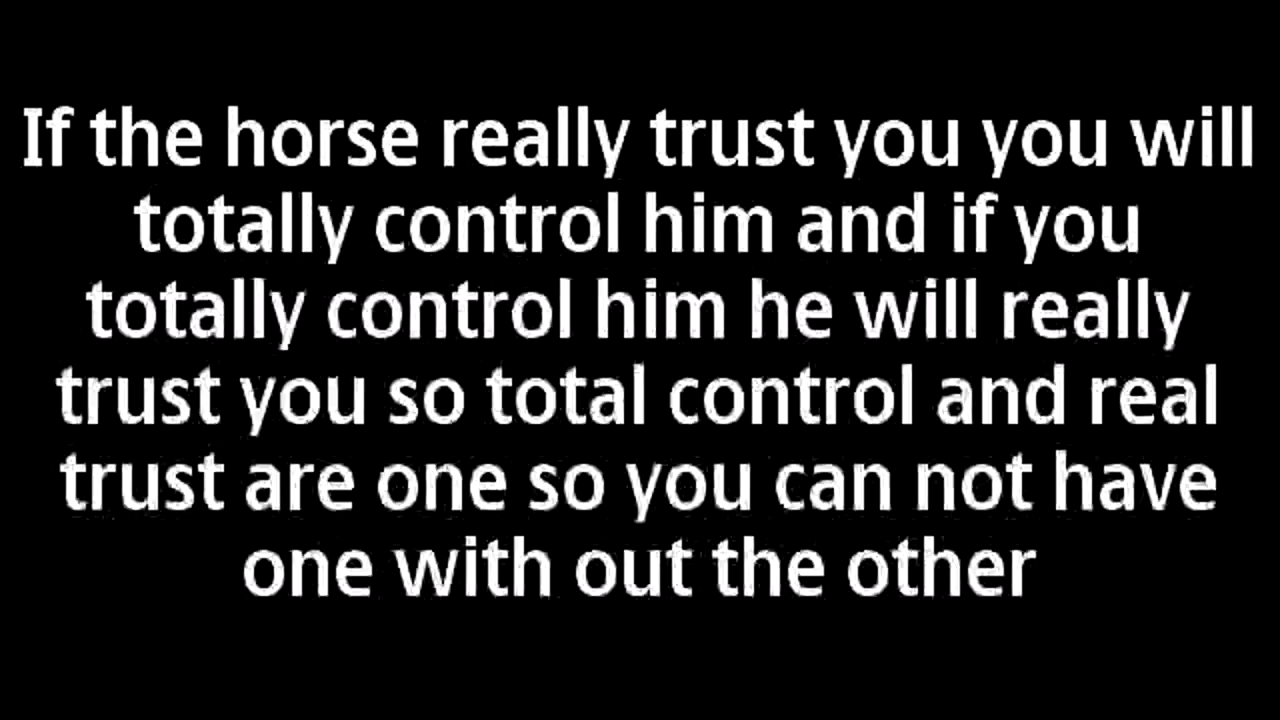 If the horse really trust you you will
totally control him and if you
totally control him he will really
trust you so total control and real
trust are one so you can not have
one with out the other